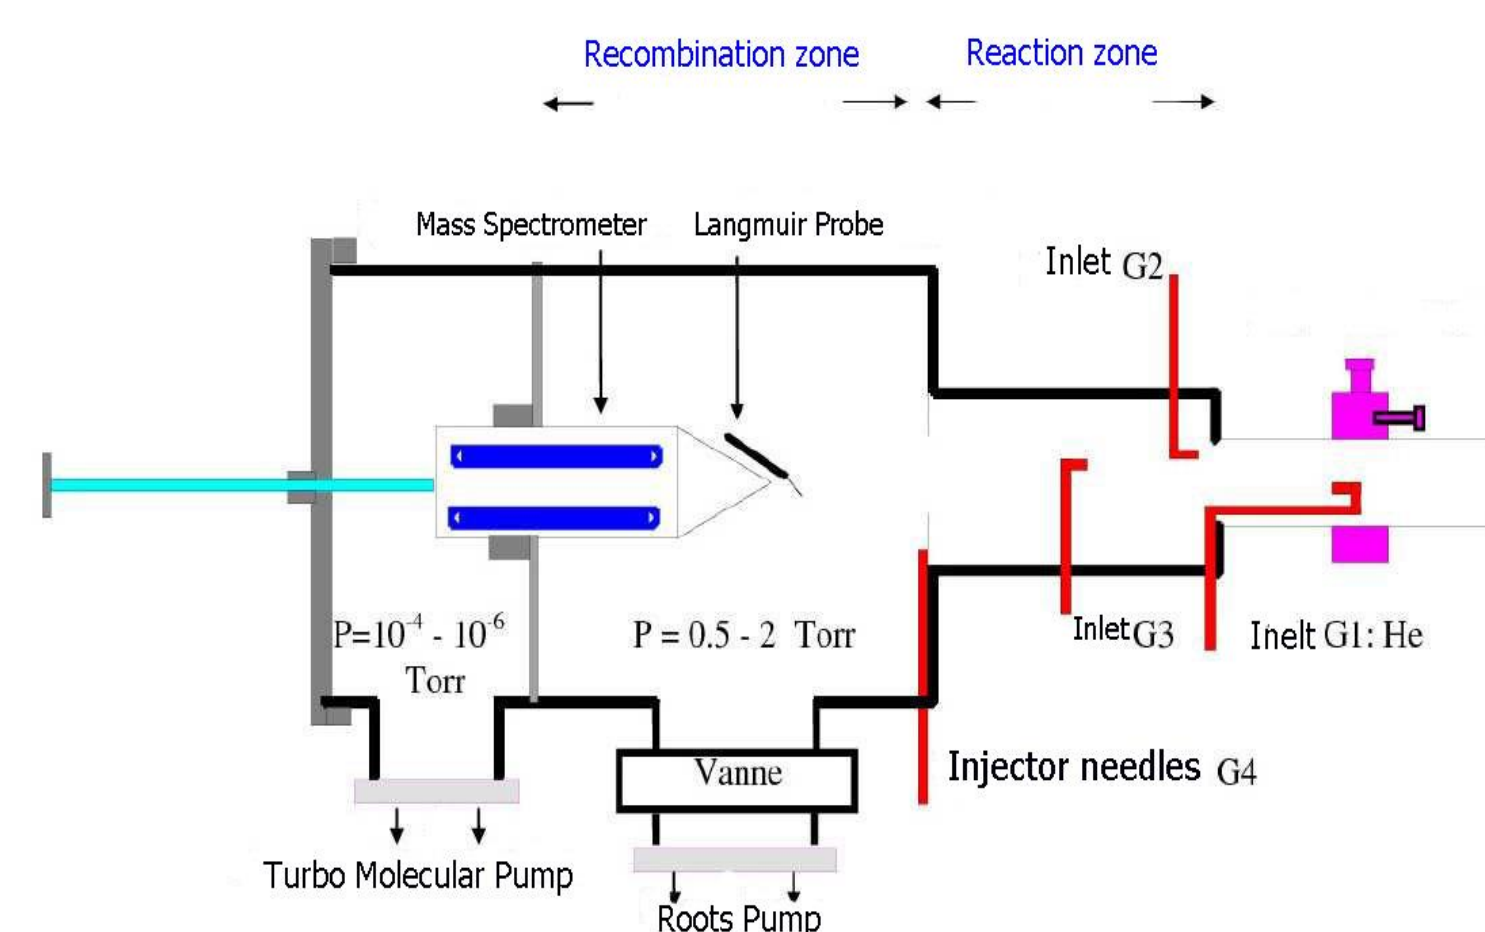 Recombination zone
Reaction zone
Mass Spectrometer
Langmuir Probe
Inlet G2
P=10⁻⁴ - 10⁻⁶
Torr
P = 0.5 - 2 Torr
Inlet G3
Inelt G1: He
Vanne
Injector needles G4
Turbo Molecular Pump
Roots Pump